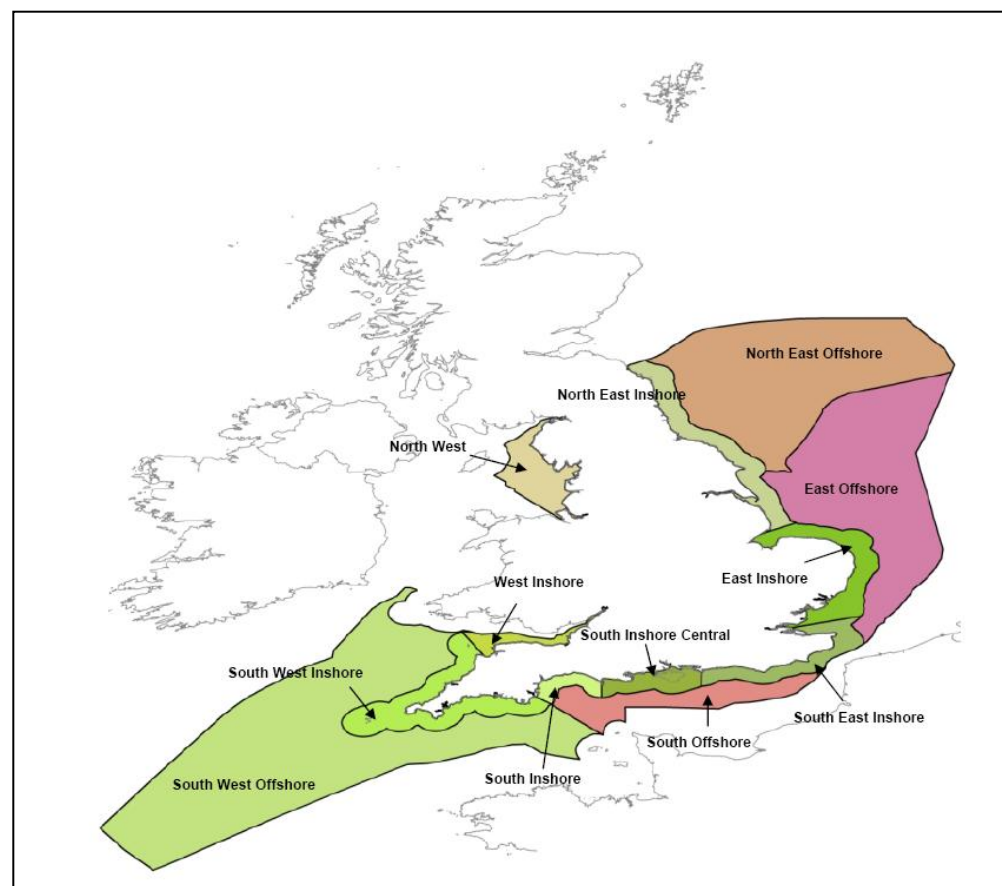 North East Offshore
North East Inshore
North West
East Offshore
East Inshore
West Inshore
South Inshore Central
South West Inshore
South East Inshore
South Offshore
South Inshore
South West Offshore